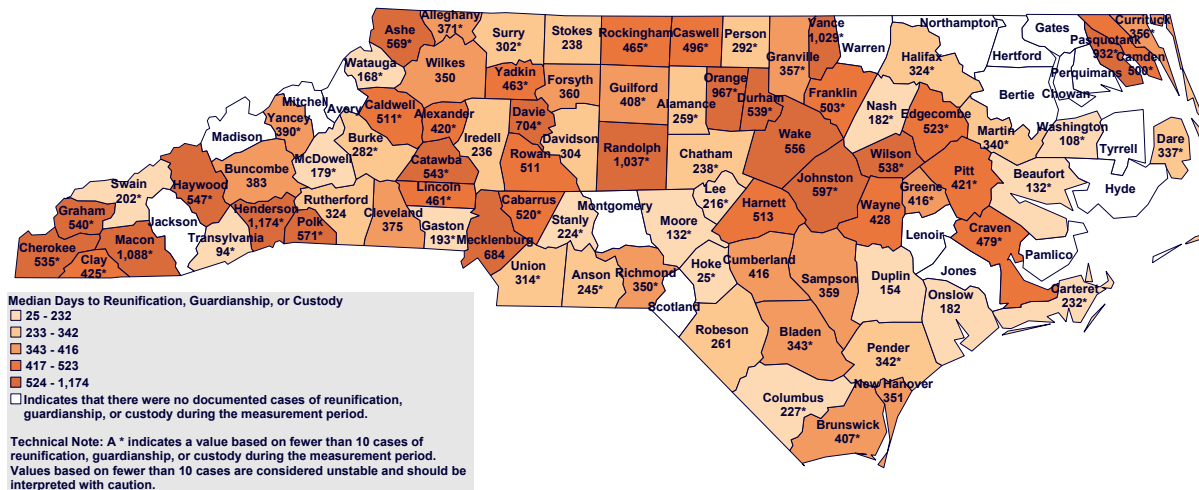 Alleghany
371*
Ashe
569*
Surry
302*
Stokes
238
Rockingham
465*
Caswell
496*
Person
292*
Vance
1,029*
Warren
Northampton
Gates
Currituck
356*
Pasquotank
932*
Camden
500*
Hertford
Perquimans
Chowan
Bertie
Halifax
324*
Granville
357*
Watauga
168*
Wilkes
350
Yadkin
463*
Forsyth
360
Guilford
408*
Alamance
259*
Orange
967*
Durham
539*
Franklin
503*
Nash
182*
Edgecombe
523*
Martin
340*
Washington
108*
Tyrrell
Dare
337*
Mitchell
Avery
Yancey
390*
Madison
Caldwell
511*
Alexander
420*
Iredell
236
Davie
704*
Davidson
304
Randolph
1,037*
Chatham
238*
Wake
556
Wilson
538*
Pitt
421*
Beaufort
132*
Hyde
Burke
282*
McDowell
179*
Buncombe
383
Catawba
543*
Rowan
511
Lincoln
461*
Johnston
597*
Greene
416*
Wayne
428
Lenoir
Craven
479*
Pamlico
Swain
202*
Haywood
547*
Jackson
Henderson
1,174*
Transylvania
94*
Polk
571*
Rutherford
324
Cleveland
375
Gaston
193*
Mecklenburg
684
Cabarrus
520*
Stanly
224*
Montgomery
Moore
132*
Lee
216*
Harnett
513
Graham
540*
Cherokee
535*
Clay
425*
Macon
1,088*
Union
314*
Anson
245*
Richmond
350*
Scotland
Hoke
25*
Cumberland
416
Sampson
359
Duplin
154
Jones
Onslow
182
Carteret
232*
Robeson
261
Bladen
343*
Pender
342*
New Hanover
351
Columbus
227*
Brunswick
407*
Median Days to Reunification, Guardianship, or Custody
25 - 232
233 - 342
343 - 416
417 - 523
524 - 1,174
Indicates that there were no documented cases of reunification,
guardianship, or custody during the measurement period.
Technical Note: A * indicates a value based on fewer than 10 cases of
reunification, guardianship, or custody during the measurement period.
Values based on fewer than 10 cases are considered unstable and should be
interpreted with caution.